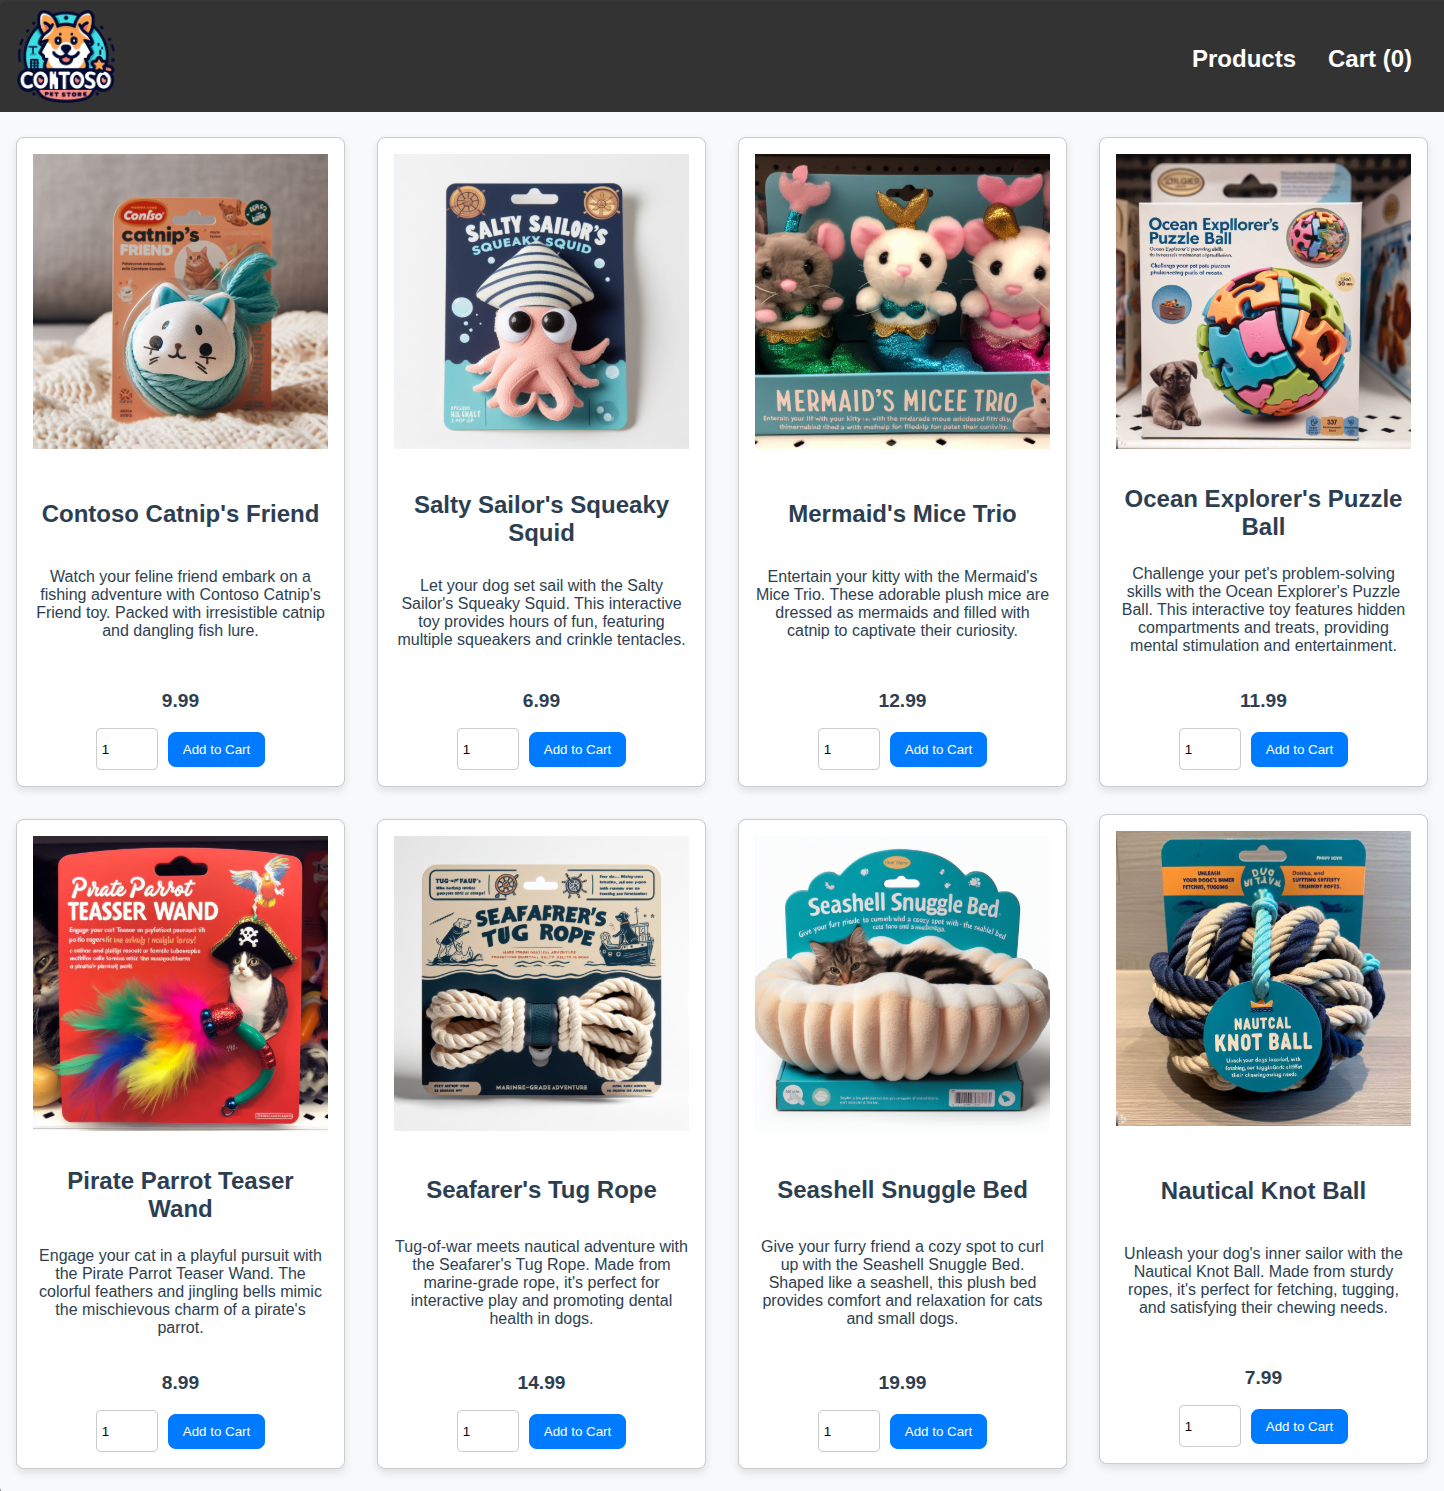 CONTOSO
PET STORE
Products
Cart (0)
ConIso
catnip's
FRIEND
Contoso Catnip's Friend
Watch your feline friend embark on a
fishing adventure with Contoso Catnip's
Friend toy. Packed with irresistible catnip
and dangling fish lure.
9.99
1
Add to Cart
SALTY SAILOR'S
SQUEAKY SQUID
Salty Sailor's Squeaky
Squid
Let your dog set sail with the Salty
Sailor's Squeaky Squid. This interactive
toy provides hours of fun, featuring
multiple squeakers and crinkle tentacles.
6.99
1
Add to Cart
MERMAID'S MICEE TRIO
Mermaid's Mice Trio
Entertain your kitty with the Mermaid's
Mice Trio. These adorable plush mice are
dressed as mermaids and filled with
catnip to captivate their curiosity.
12.99
1
Add to Cart
Ocean Expllorer's
Puzzle Ball
337
Ocean Explorer's Puzzle
Ball
Challenge your pet's problem-solving
skills with the Ocean Explorer's Puzzle
Ball. This interactive toy features hidden
compartments and treats, providing
mental stimulation and entertainment.
11.99
1
Add to Cart
Pirate Parrot
TEASSER WAND
Pirate Parrot Teaser
Wand
Engage your cat in a playful pursuit with
the Pirate Parrot Teaser Wand. The
colorful feathers and jingling bells mimic
the mischievous charm of a pirate's
parrot.
8.99
1
Add to Cart
SEAFAFRER'S
TUG ROPE
MARINRE-GRADE ADVENTURE
Seafarer's Tug Rope
Tug-of-war meets nautical adventure with
the Seafarer's Tug Rope. Made from
marine-grade rope, it's perfect for
interactive play and promoting dental
health in dogs.
14.99
1
Add to Cart
Seashell Snuggle Bed
Seashell Snuggle Bed
Give your furry friend a cozy spot to curl
up with the Seashell Snuggle Bed.
Shaped like a seashell, this plush bed
provides comfort and relaxation for cats
and small dogs.
19.99
1
Add to Cart
UNLEASH
YOUR DOG'S INNER
FETCHING, TUGGING
NAUTCAL
KNOT BALL
Nautical Knot Ball
Unleash your dog's inner sailor with the
Nautical Knot Ball. Made from sturdy
ropes, it's perfect for fetching, tugging,
and satisfying their chewing needs.
7.99
1
Add to Cart